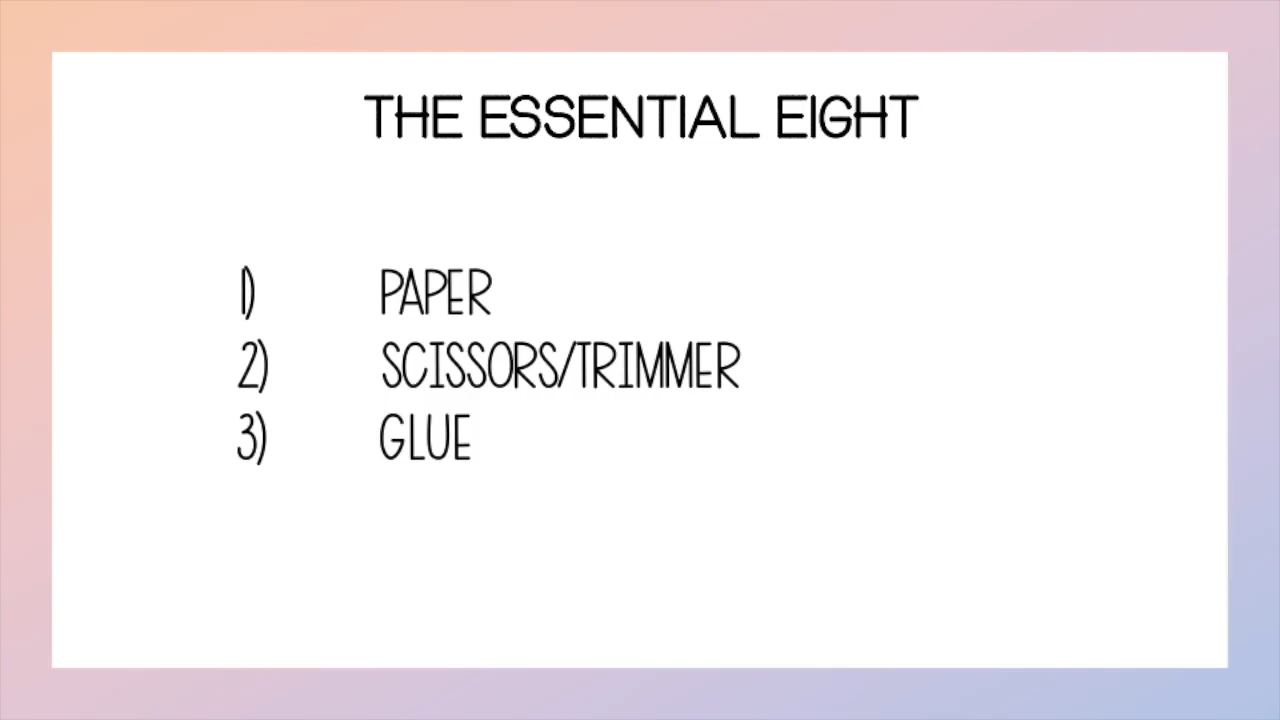 THE ESSENTIAL EIGHT
1) PAPER
2) SCISSORS/TRIMMER
3) GLUE